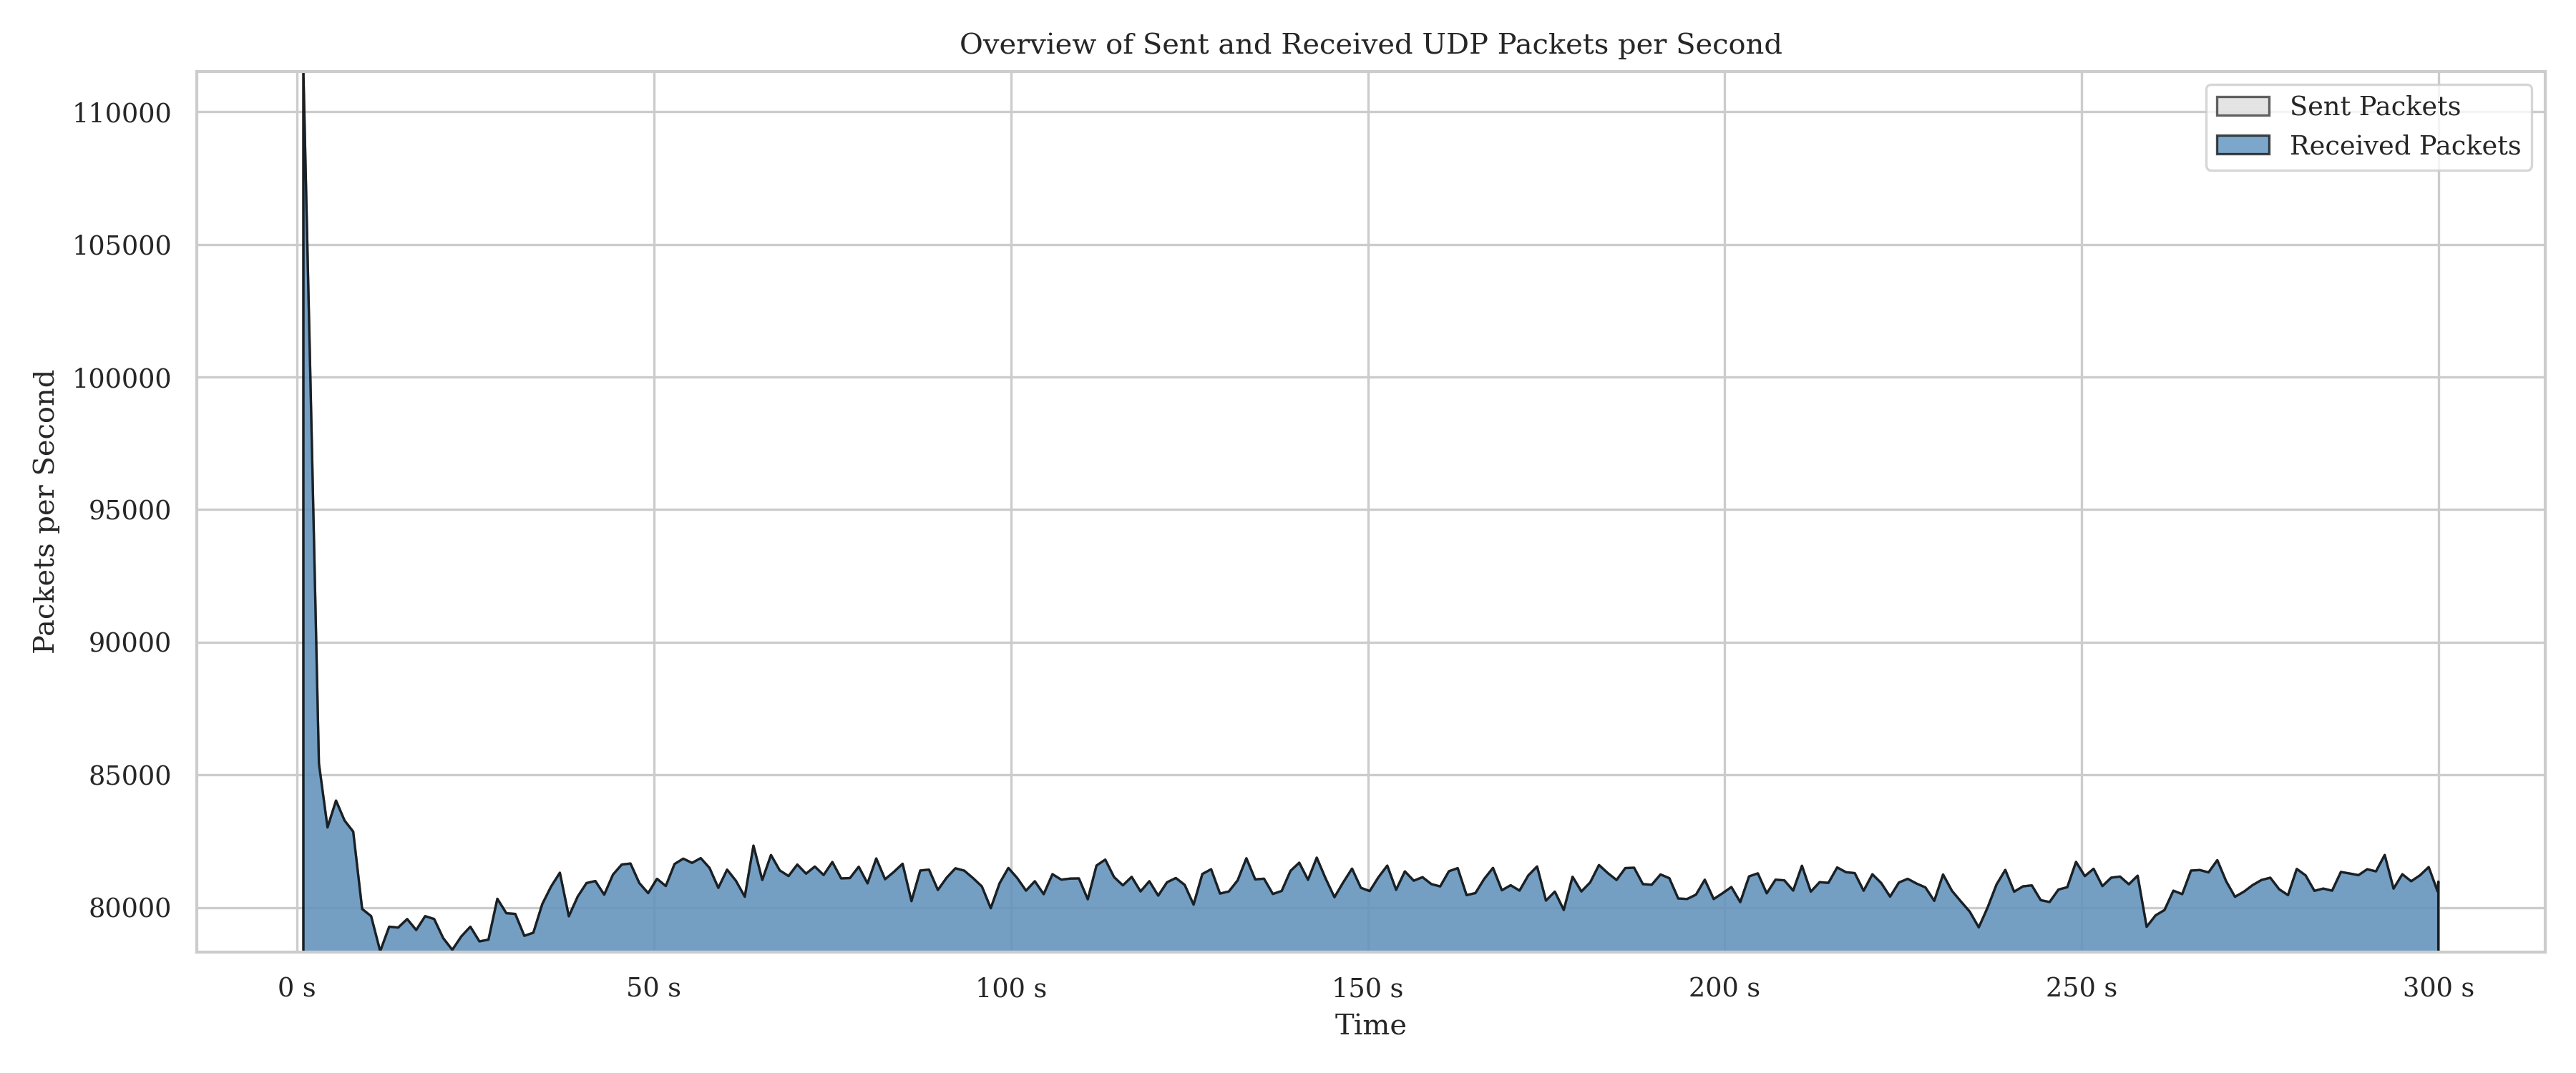 Overview of Sent and Received UDP Packets per Second
Sent Packets
Received Packets
Packets per Second
110000
105000
100000
95000
90000
85000
80000
0 s
50 s
100 s
150 s
200 s
250 s
300 s
Time